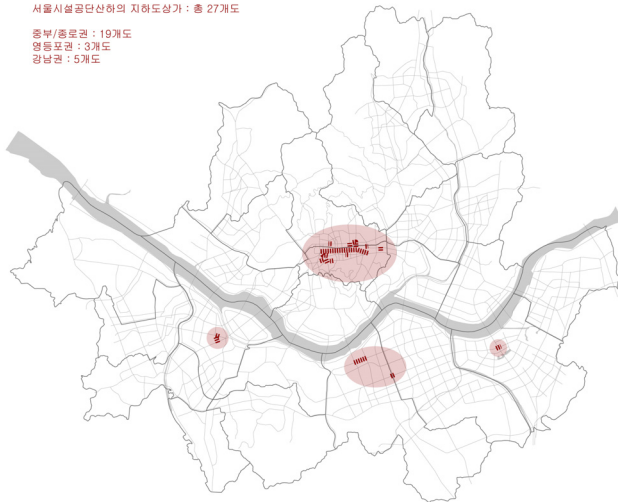 서울시설공단산하의 지하도상가 : 총 27개도
중부/종로권 : 19개도
영등포권 : 3개도
강남권 : 5개도